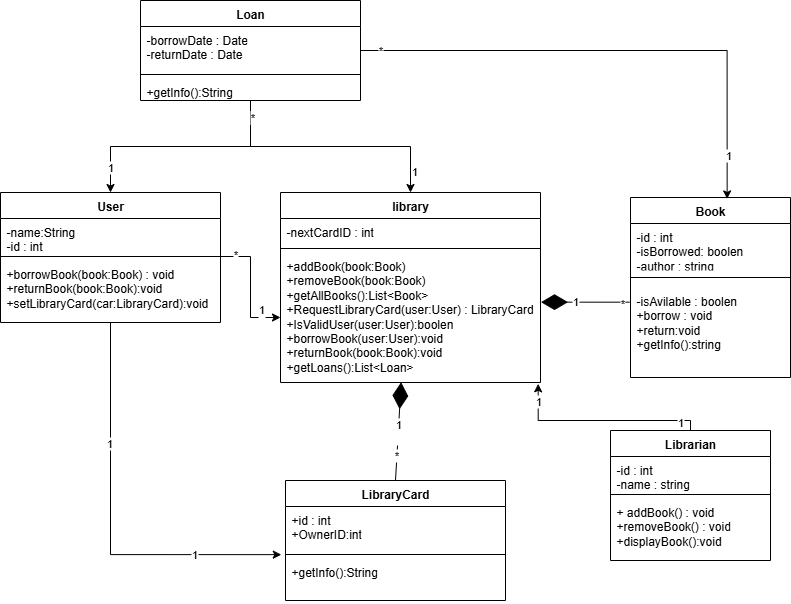 Loan
-borrowDate : Date
-returnDate : Date
+getInfo():String
*
*
1
1
1
User
-name:String
-id : int
+borrowBook(book:Book) : void
+returnBook(book:Book):void
+setLibraryCard(car:LibraryCard):void
*
1
library
-nextCardID : int
+addBook(book:Book)
+removeBook(book:Book)
+getAllBooks():List<Book>
+RequestLibraryCard(user:User) : LibraryCard
+IsValidUser(user:User):boolen
+borrowBook(user:User):void
+returnBook(book:Book):void
+getLoans():List<Loan>
1
*
Book
-id : int
-isBorrowed: boolen
-author : string
-isAvilable : boolen
+borrow : void
+return:void
+getInfo():string
1
*
1
1
Librarian
-id : int
-name : string
+ addBook() : void
+removeBook() : void
+displayBook():void
1
1
LibraryCard
+id : int
+OwnerID:int
+getInfo():String